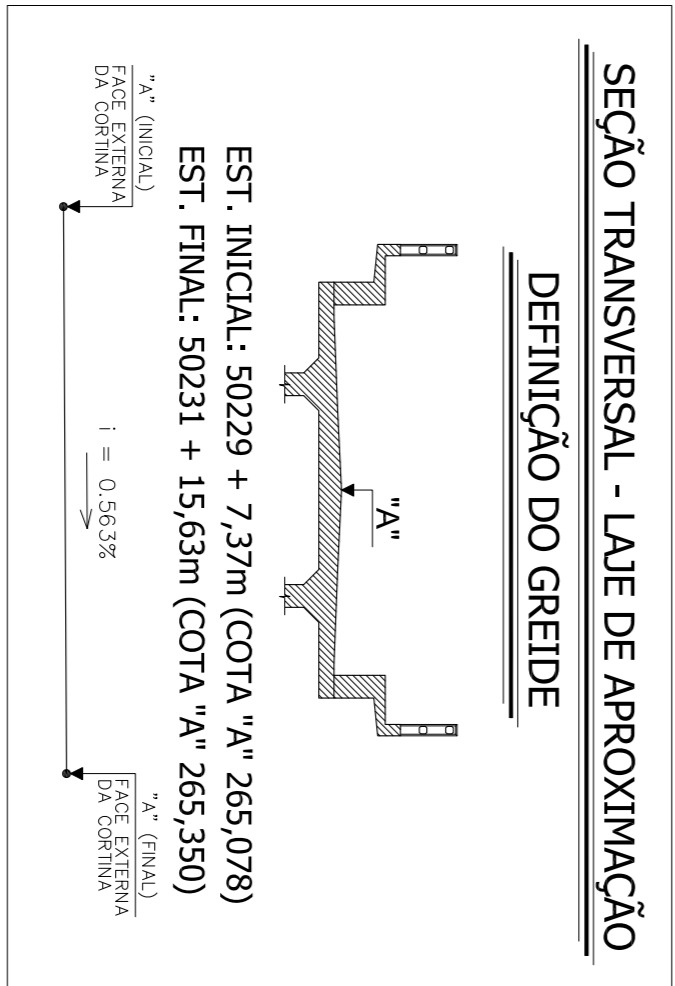 SEÇÃO TRANSVERSAL - LAJE DE APROXIMAÇÃO
DEFINIÇÃO DO GREIDE
"A"
EST. INICIAL: 50229 + 7,37m (COTA "A" 265,078)
EST. FINAL: 50231 + 15,63m (COTA "A" 265,350)
"A" (INICIAL)
FACE EXTERNA
DA CORTINA
i = 0.563%
"A" (FINAL)
FACE EXTERNA
DA CORTINA